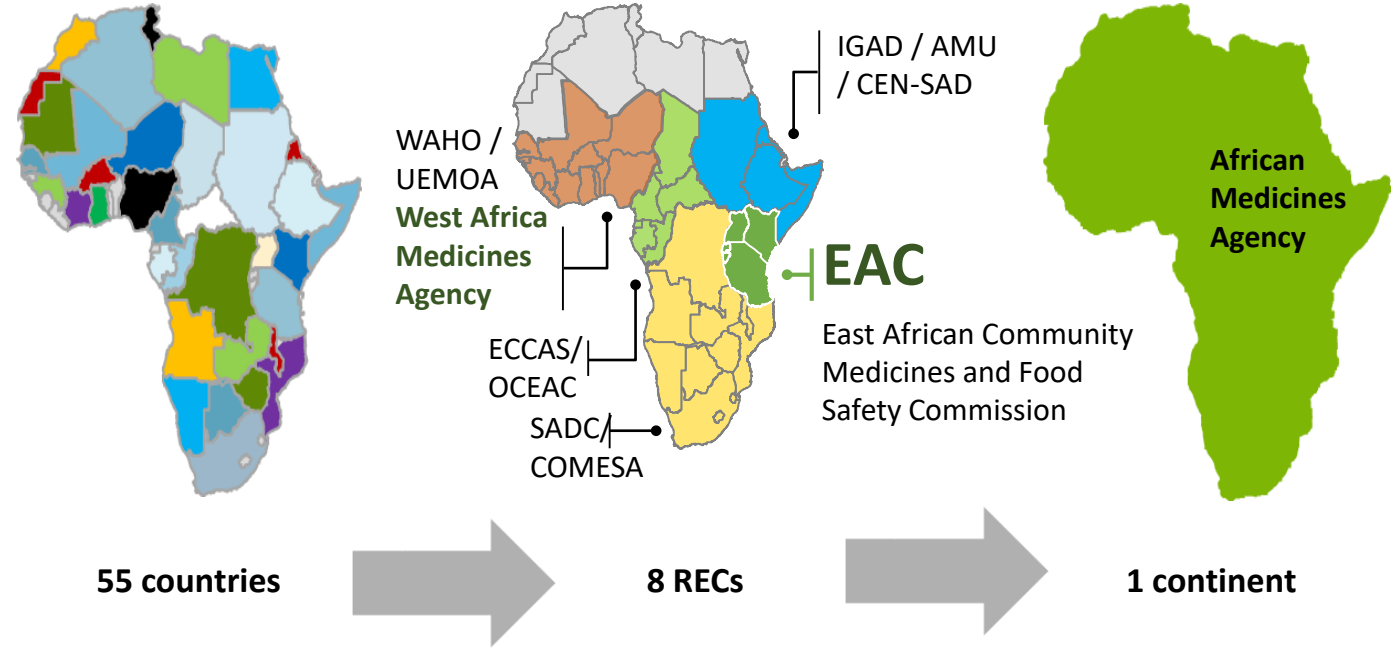 IGAD / AMU
/ CEN-SAD
WAHO /
UEMOA
West Africa
Medicines
Agency
EAC
East African Community
Medicines and Food
Safety Commission
ECCAS/
OCEAC
SADC/
COMESA
African
Medicines
Agency
55 countries
8 RECs
1 continent